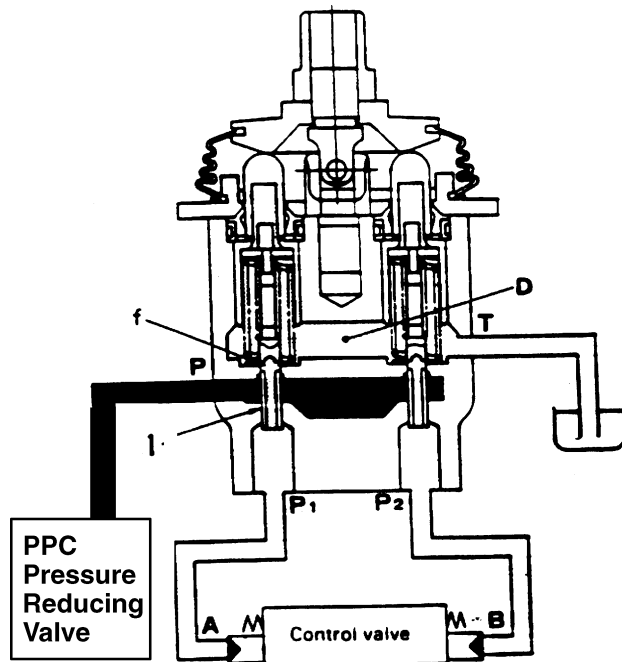 D
f
T
P
1
P1
P2
PPC
Pressure
Reducing
Valve
A
B
Control valve